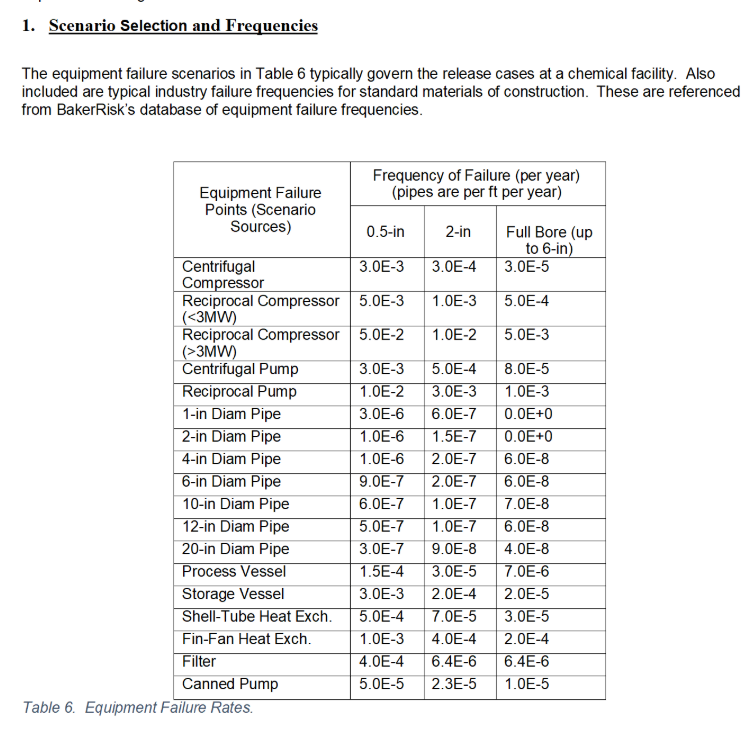 1. Scenario Selection and Frequencies
The equipment failure scenarios in Table 6 typically govern the release cases at a chemical facility. Also
included are typical industry failure frequencies for standard materials of construction. These are referenced
from BakerRisk's database of equipment failure frequencies.
Equipment Failure Points (Scenario Sources) Frequency of Failure (per year) (pipes are per ft per year)
0.5-in 2-in Full Bore (up to 6-in)
Centrifugal Compressor 3.0E-3 3.0E-4 3.0E-5
Reciprocal Compressor (<3MW) 5.0E-3 1.0E-3 5.0E-4
Reciprocal Compressor (>3MW) 5.0E-2 1.0E-2 5.0E-3
Centrifugal Pump 3.0E-3 5.0E-4 8.0E-5
Reciprocal Pump 1.0E-2 3.0E-3 1.0E-3
1-in Diam Pipe 3.0E-6 6.0E-7 0.0E+0
2-in Diam Pipe 1.0E-6 1.5E-7 0.0E+0
4-in Diam Pipe 1.0E-6 2.0E-7 6.0E-8
6-in Diam Pipe 9.0E-7 2.0E-7 6.0E-8
10-in Diam Pipe 6.0E-7 1.0E-7 7.0E-8
12-in Diam Pipe 5.0E-7 1.0E-7 6.0E-8
20-in Diam Pipe 3.0E-7 9.0E-8 4.0E-8
Process Vessel 1.5E-4 3.0E-5 7.0E-6
Storage Vessel 3.0E-3 2.0E-4 2.0E-5
Shell-Tube Heat Exch. 5.0E-4 7.0E-5 3.0E-5
Fin-Fan Heat Exch. 1.0E-3 4.0E-4 2.0E-4
Filter 4.0E-4 6.4E-6 6.4E-6
Canned Pump 5.0E-5 2.3E-5 1.0E-5
Table 6. Equipment Failure Rates.